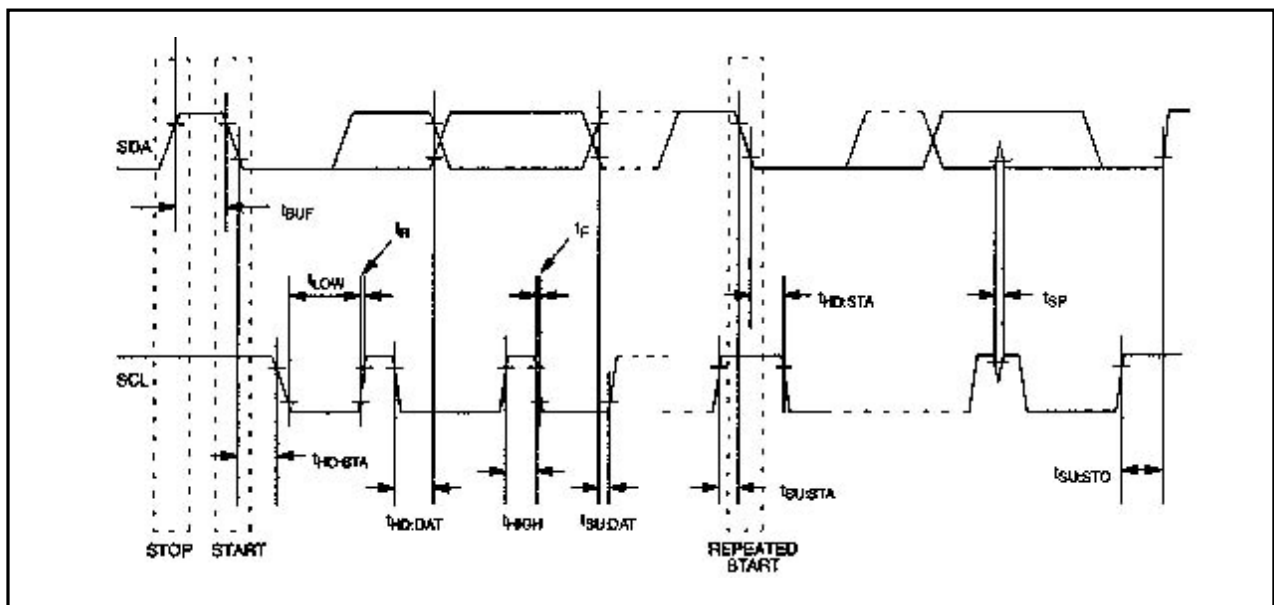 SDA
tBUF
tR
tF
tLOW
tHD:STA
tSP
SCL
tHD:STA
tSU:STA
tSU:STO
tHD:DAT
tHIGH
tSU:DAT
STOP
START
REPEATED
START